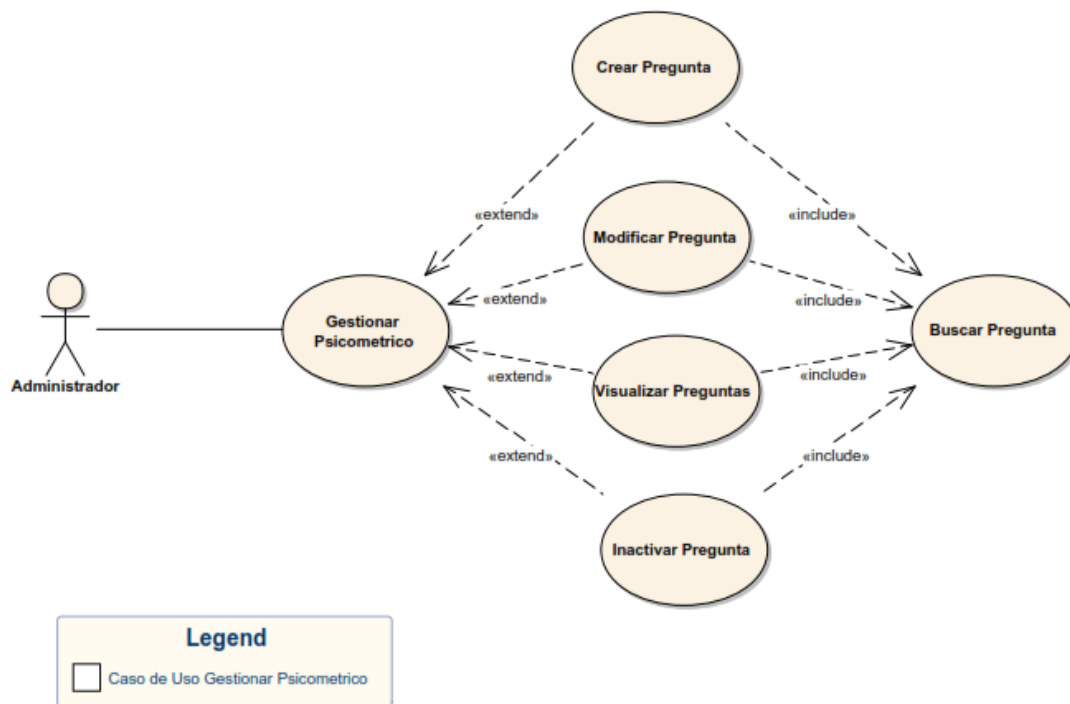 Crear Pregunta
«extend»
«include»
Modificar Pregunta
«extend»
«include»
Gestionar
Psicometrico
Buscar Pregunta
Administrador
«extend»
«include»
Visualizar Preguntas
«extend»
«include»
Inactivar Pregunta
Legend
Caso de Uso Gestionar Psicometrico